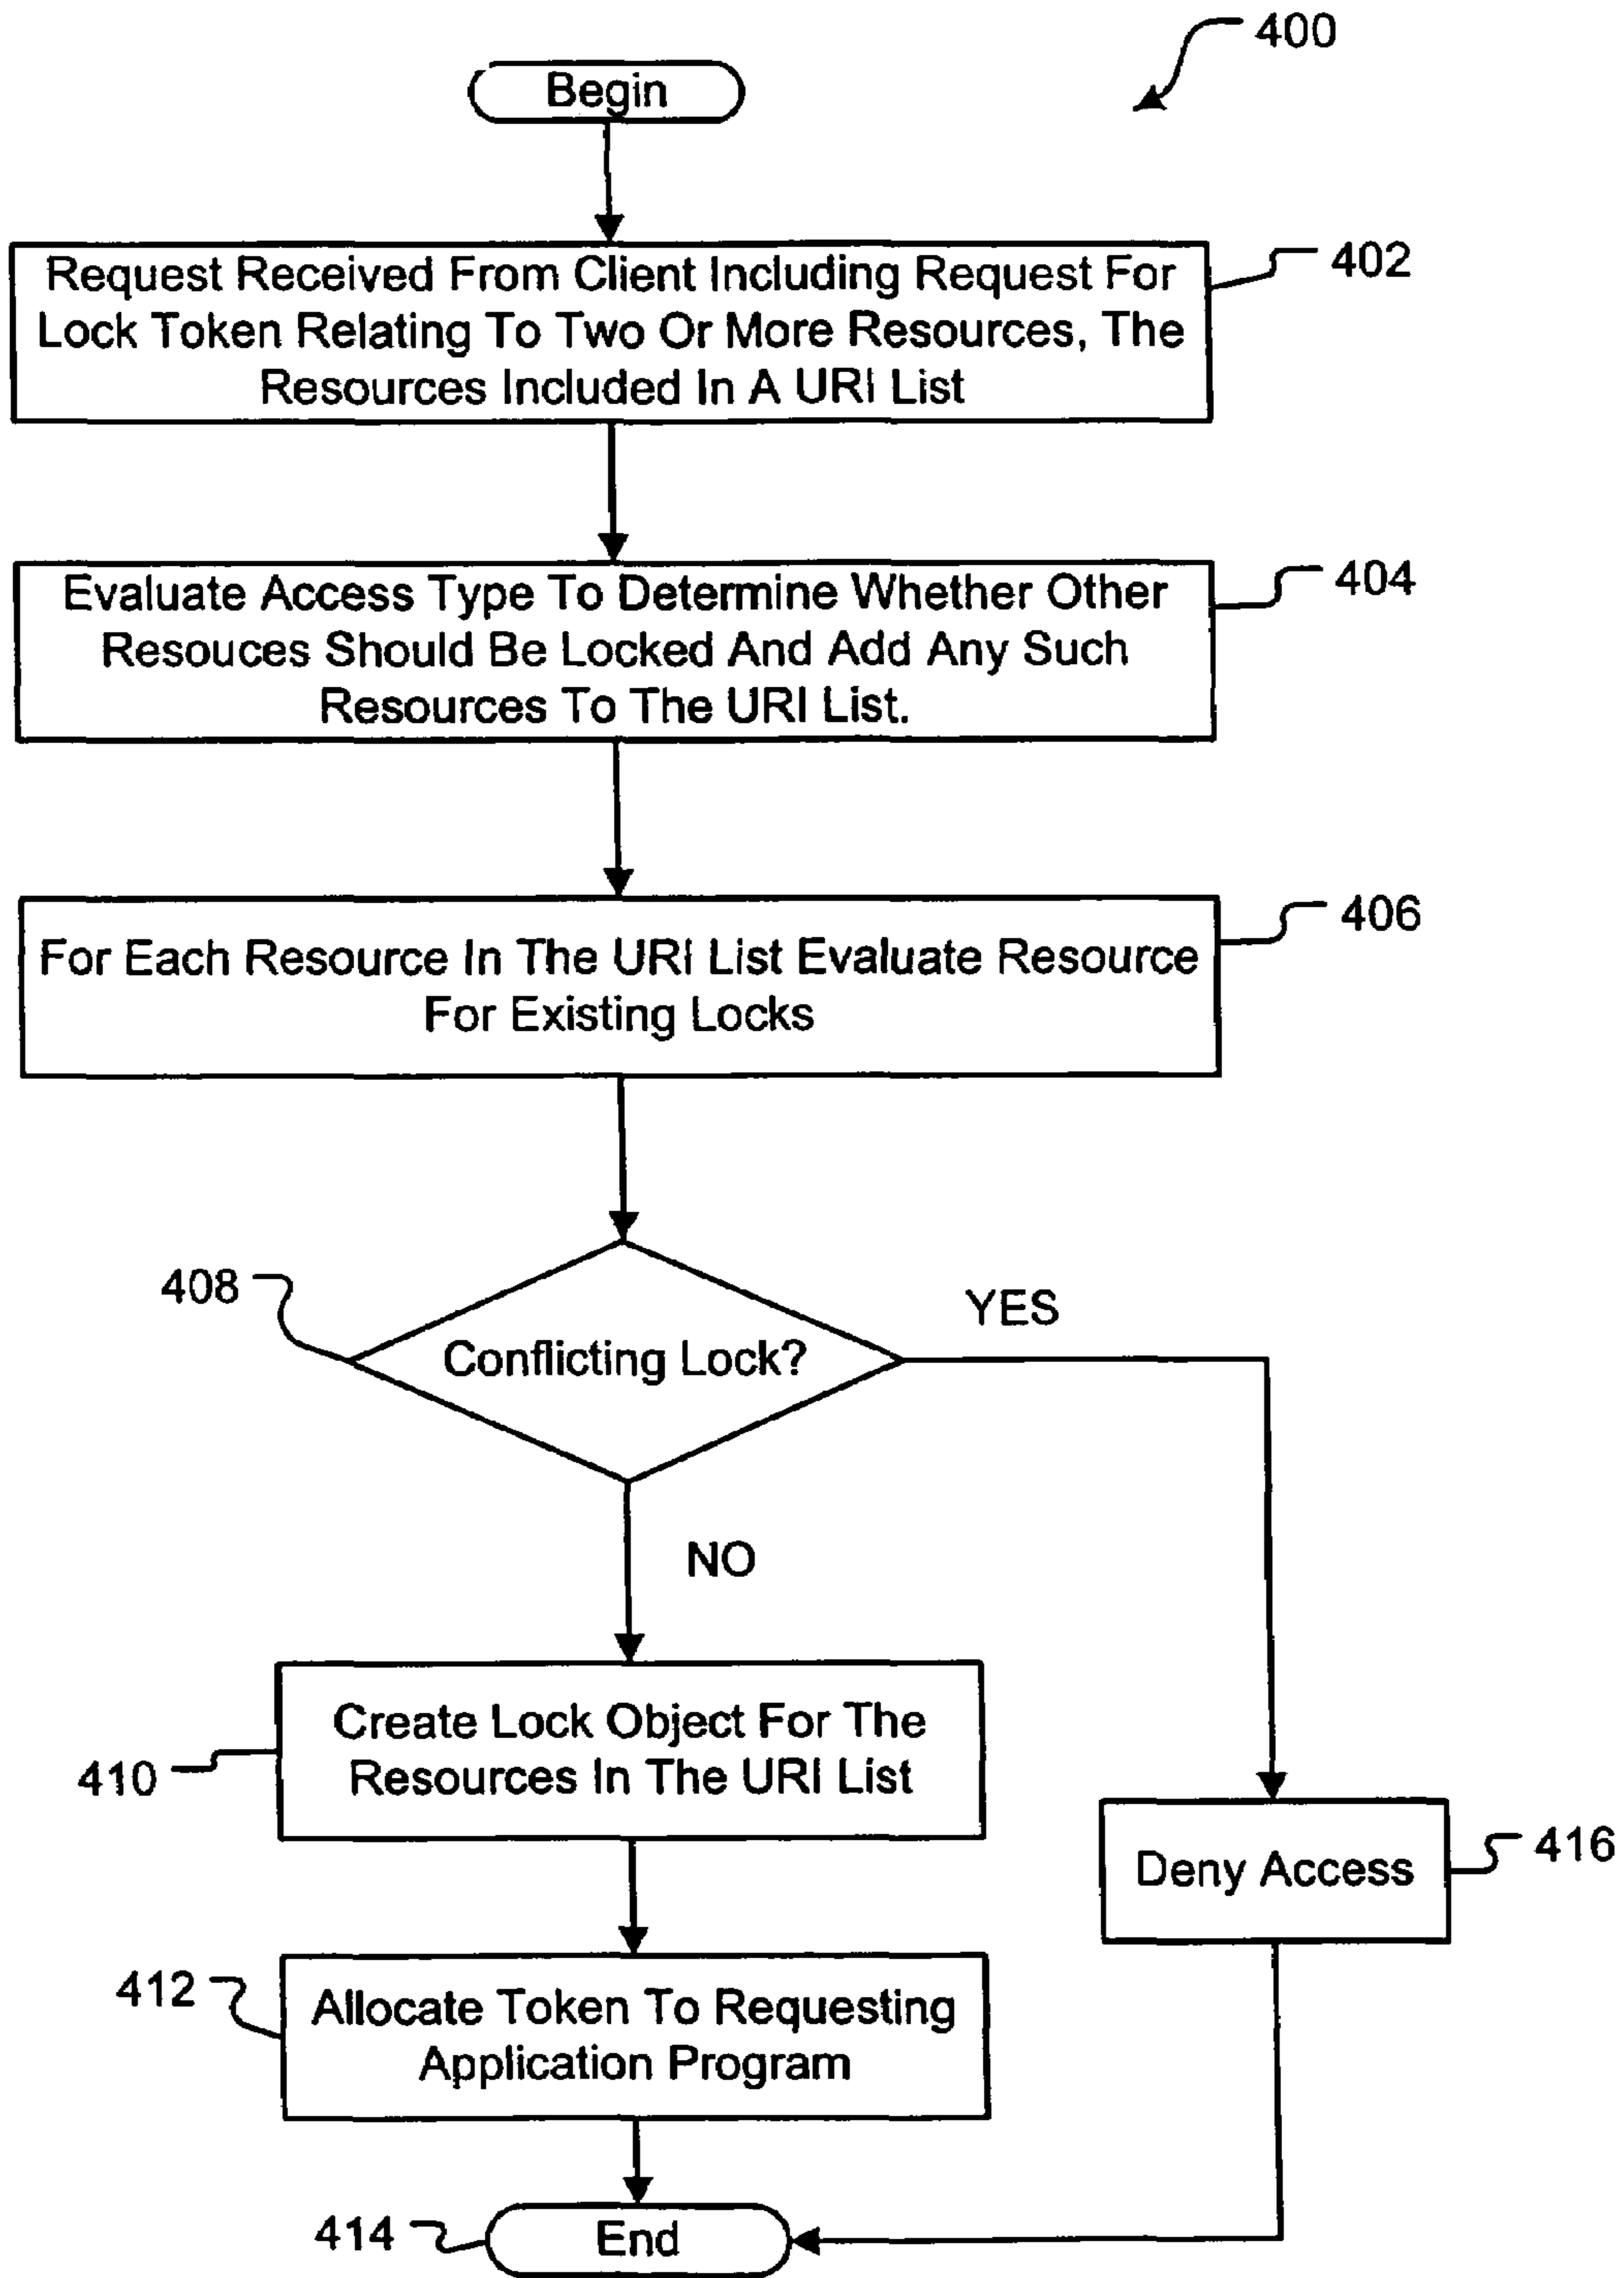 400
Begin
Request Received From Client Including Request For
Lock Token Relating To Two Or More Resources, The
Resources Included In A URI List
402
Evaluate Access Type To Determine Whether Other
Resouces Should Be Locked And Add Any Such
Resources To The URI List.
404
For Each Resource In The URI List Evaluate Resource
For Existing Locks
406
408
Conflicting Lock?
YES
NO
Create Lock Object For The
Resources In The URI List
410
Deny Access
416
412
Allocate Token To Requesting
Application Program
414
End